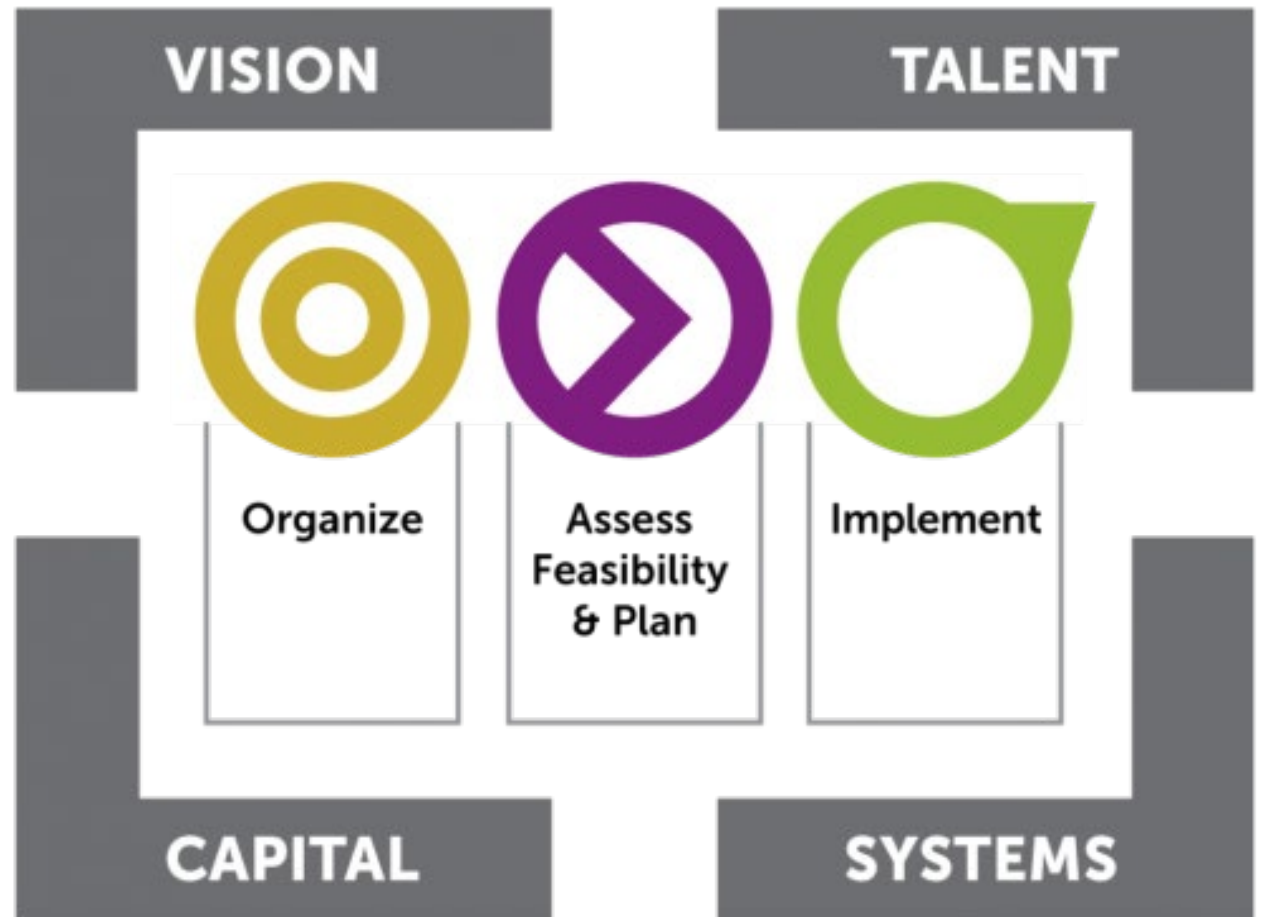 VISION
TALENT
Organize
Assess
Feasibility
& Plan
Implement
CAPITAL
SYSTEMS